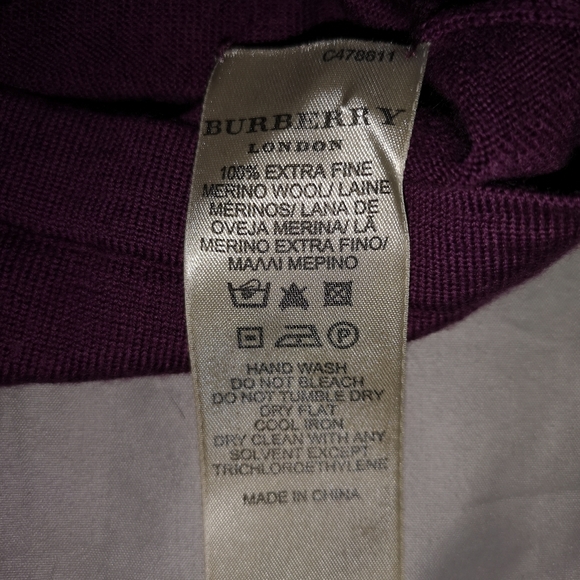 C478811
BURBERRY
LONDON
100% EXTRA FINE
MERINO WOOL/ LAINE
MÉRINOS/ LANA DE
OVEJA MERINA/ LÃ
MERINO EXTRA FINO/
ΜΑΛΛΙ ΜΕΡΙΝΟ
P
HAND WASH
DO NOT BLEACH
DO NOT TUMBLE DRY
DRY FLAT
COOL IRON
DRY CLEAN WITH ANY
SOLVENT EXCEPT
TRICHLOROETHYLENE
MADE IN CHINA